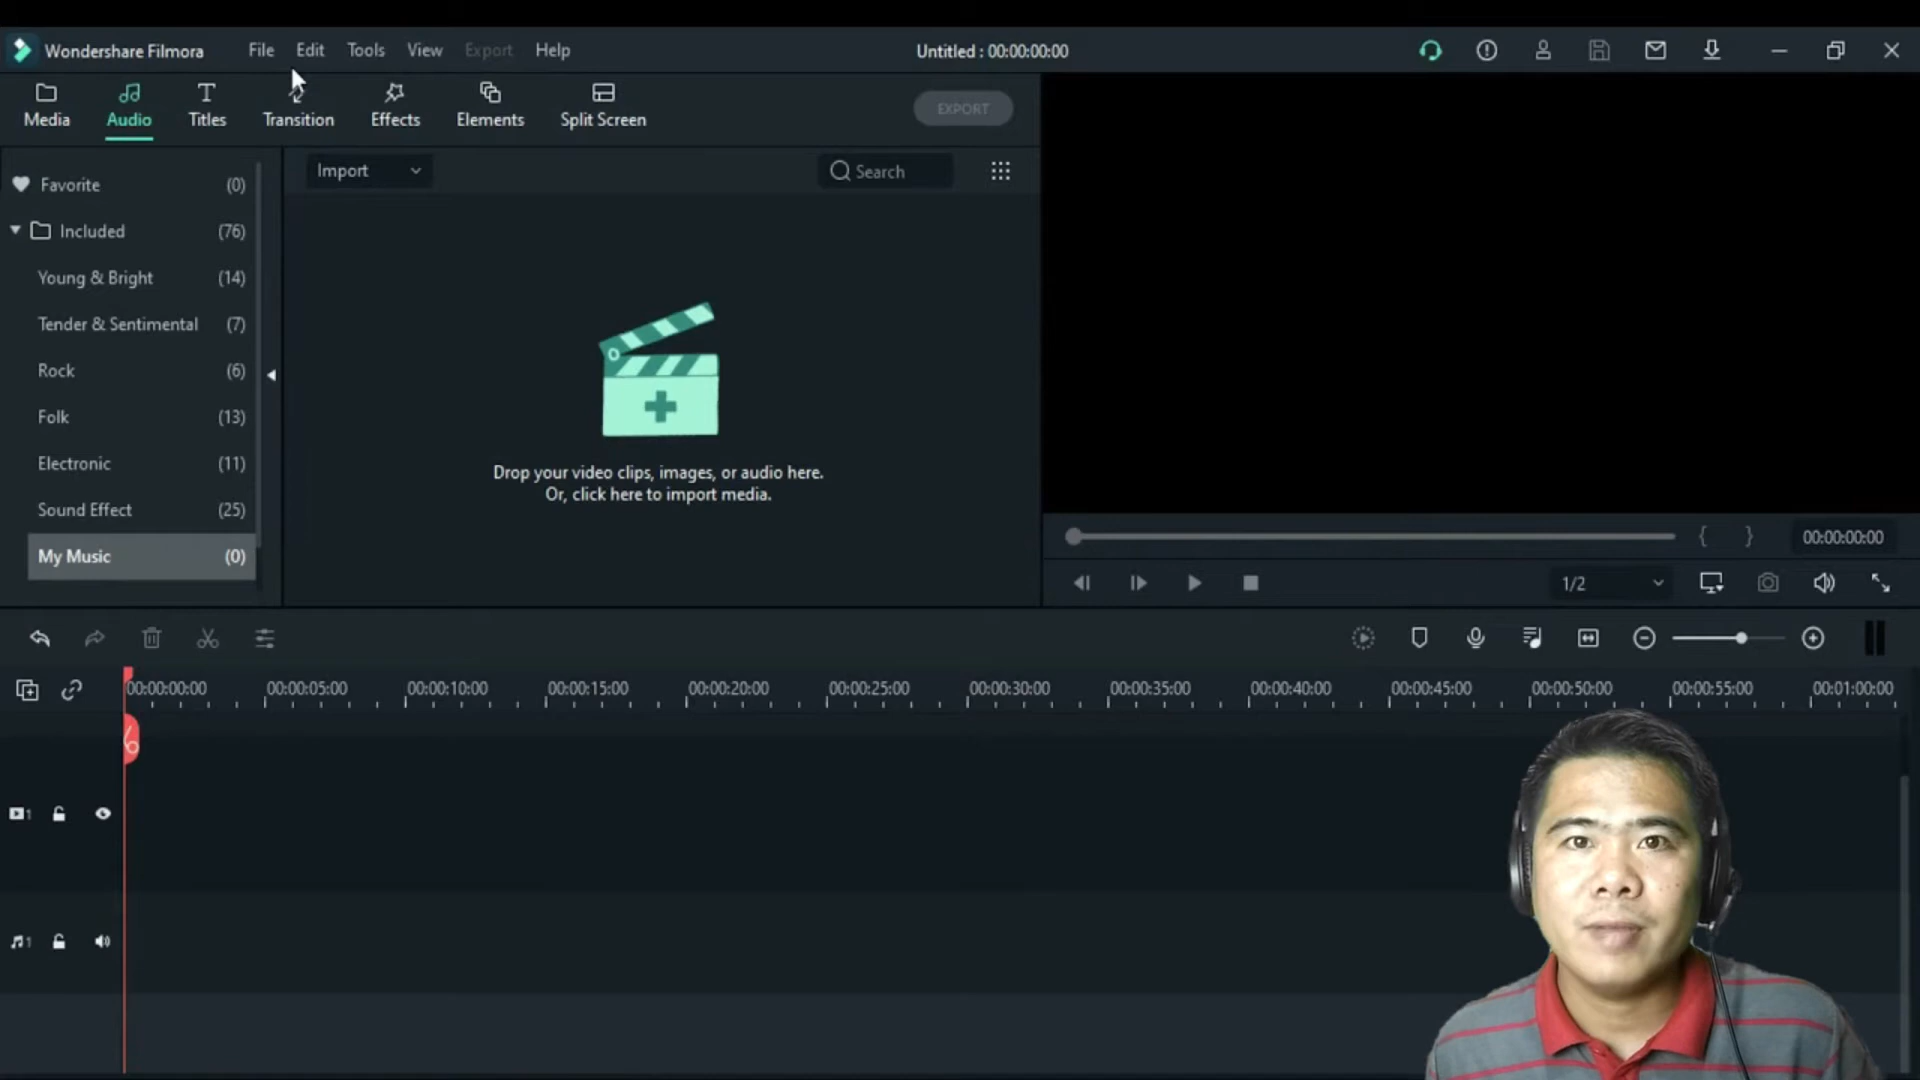 Wondershare Filmora File Edit Tools View Export Help Untitled : 00:00:00:00
Media Audio Titles Transition Effects Elements Split Screen EXPORT
Import Search
Favorite (0)
Included (76)
Young & Bright (14)
Tender & Sentimental (7)
Rock (6)
Folk (13)
Electronic (11)
Sound Effect (25)
My Music (0)
Drop your video clips, images, or audio here.
Or, click here to import media.
{ } 00:00:00:00
1/2
00:00:00:00 00:00:05:00 00:00:10:00 00:00:15:00 00:00:20:00 00:00:25:00 00:00:30:00 00:00:35:00 00:00:40:00 00:00:45:00 00:00:50:00 00:00:55:00 00:01:00:00
1
1